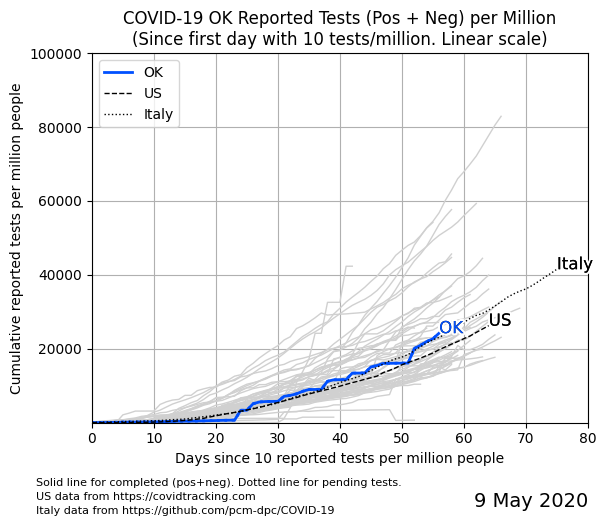 COVID-19 OK Reported Tests (Pos + Neg) per Million
(Since first day with 10 tests/million. Linear scale)
100000
80000
60000
40000
20000
Cumulative reported tests per million people
OK
US
Italy
Italy
US
OK
0 10 20 30 40 50 60 70 80
Days since 10 reported tests per million people
Solid line for completed (pos+neg). Dotted line for pending tests.
US data from https://covidtracking.com
Italy data from https://github.com/pcm-dpc/COVID-19
9 May 2020